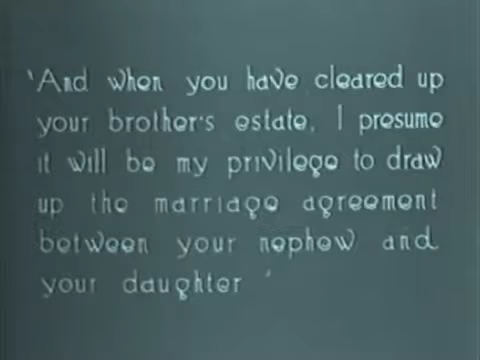 'And when you have cleared up
your brother's estate, I presume
it will be my privilege to draw
up the marriage agreement
between your nephew and
your daughter '